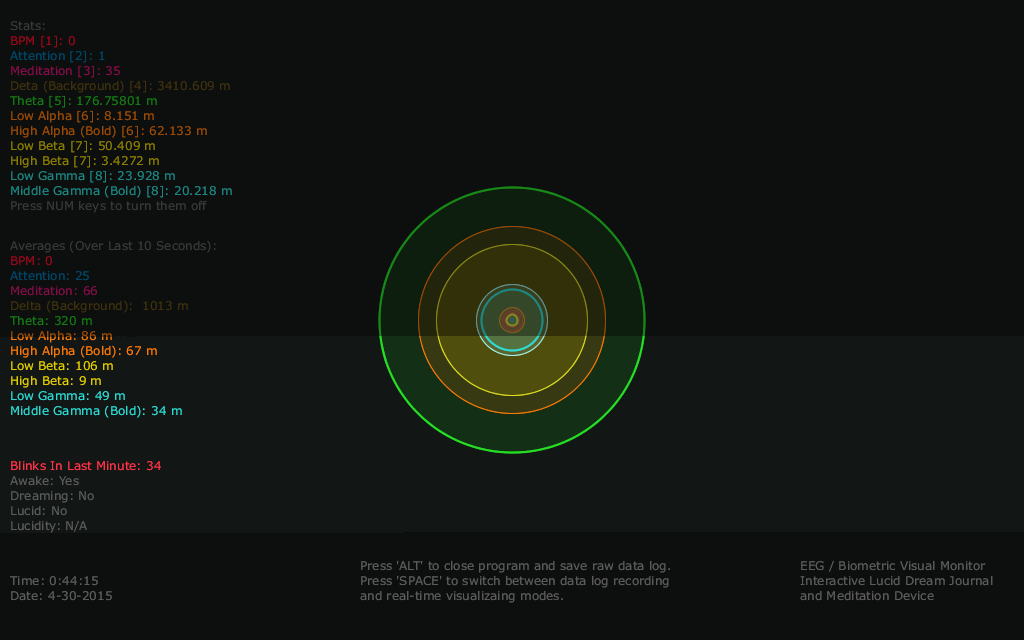 Stats:
BPM [1]: 0
Attention [2]: 1
Meditation [3]: 35
Deta (Background) [4]: 3410.609 m
Theta [5]: 176.75801 m
Low Alpha [6]: 8.151 m
High Alpha (Bold) [6]: 62.133 m
Low Beta [7]: 50.409 m
High Beta [7]: 3.4272 m
Low Gamma [8]: 23.928 m
Middle Gamma (Bold) [8]: 20.218 m
Press NUM keys to turn them off
Averages (Over Last 10 Seconds):
BPM: 0
Attention: 25
Meditation: 66
Delta (Background):  1013 m
Theta: 320 m
Low Alpha: 86 m
High Alpha (Bold): 67 m
Low Beta: 106 m
High Beta: 9 m
Low Gamma: 49 m
Middle Gamma (Bold): 34 m
Blinks In Last Minute: 34
Awake: Yes
Dreaming: No
Lucid: No
Lucidity: N/A
Time: 0:44:15
Date: 4-30-2015
Press 'ALT' to close program and save raw data log.
Press 'SPACE' to switch between data log recording
and real-time visualizaing modes.
EEG / Biometric Visual Monitor
Interactive Lucid Dream Journal
and Meditation Device